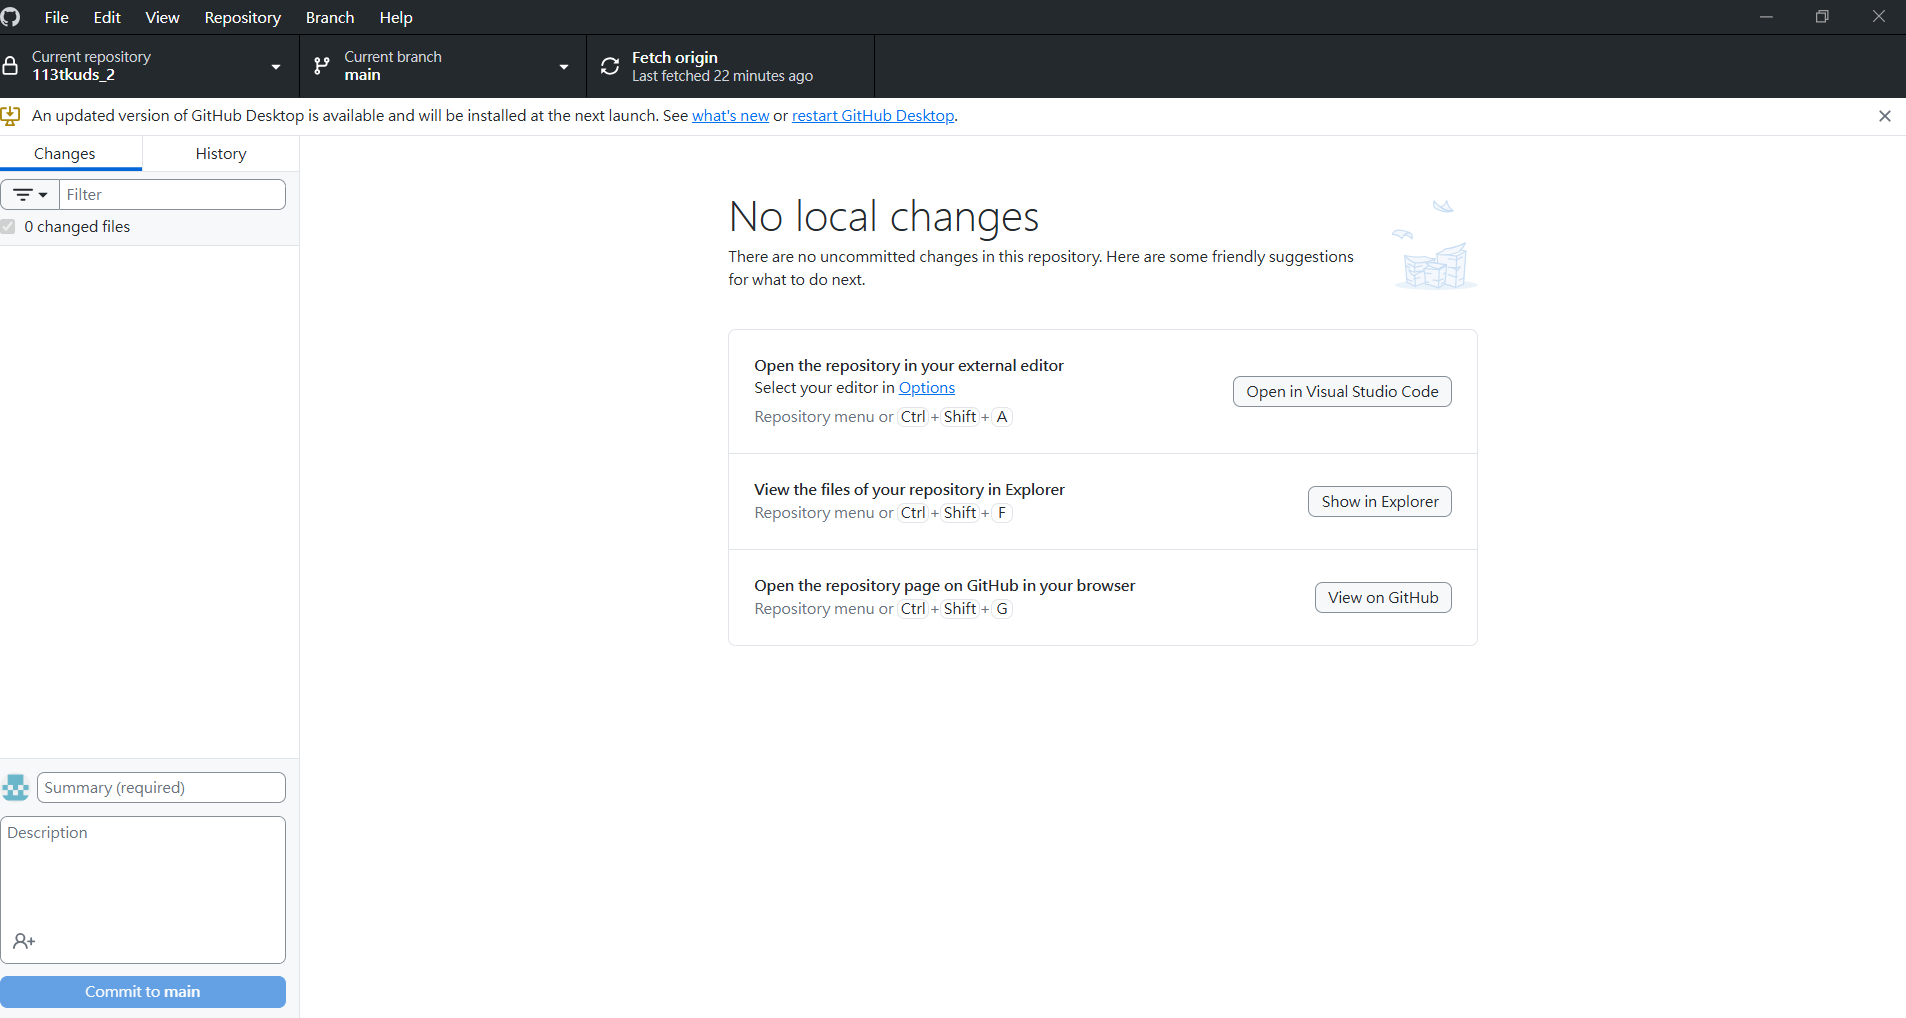 File Edit View Repository Branch Help
Current repository
113tkuds_2
Current branch
main
Fetch origin
Last fetched 22 minutes ago
An updated version of GitHub Desktop is available and will be installed at the next launch. See what's new or restart GitHub Desktop.
Changes
History
Filter
0 changed files
No local changes
There are no uncommitted changes in this repository. Here are some friendly suggestions
for what to do next.
Open the repository in your external editor
Select your editor in Options
Repository menu or Ctrl + Shift + A
Open in Visual Studio Code
View the files of your repository in Explorer
Repository menu or Ctrl + Shift + F
Show in Explorer
Open the repository page on GitHub in your browser
Repository menu or Ctrl + Shift + G
View on GitHub
Summary (required)
Description
Commit to main